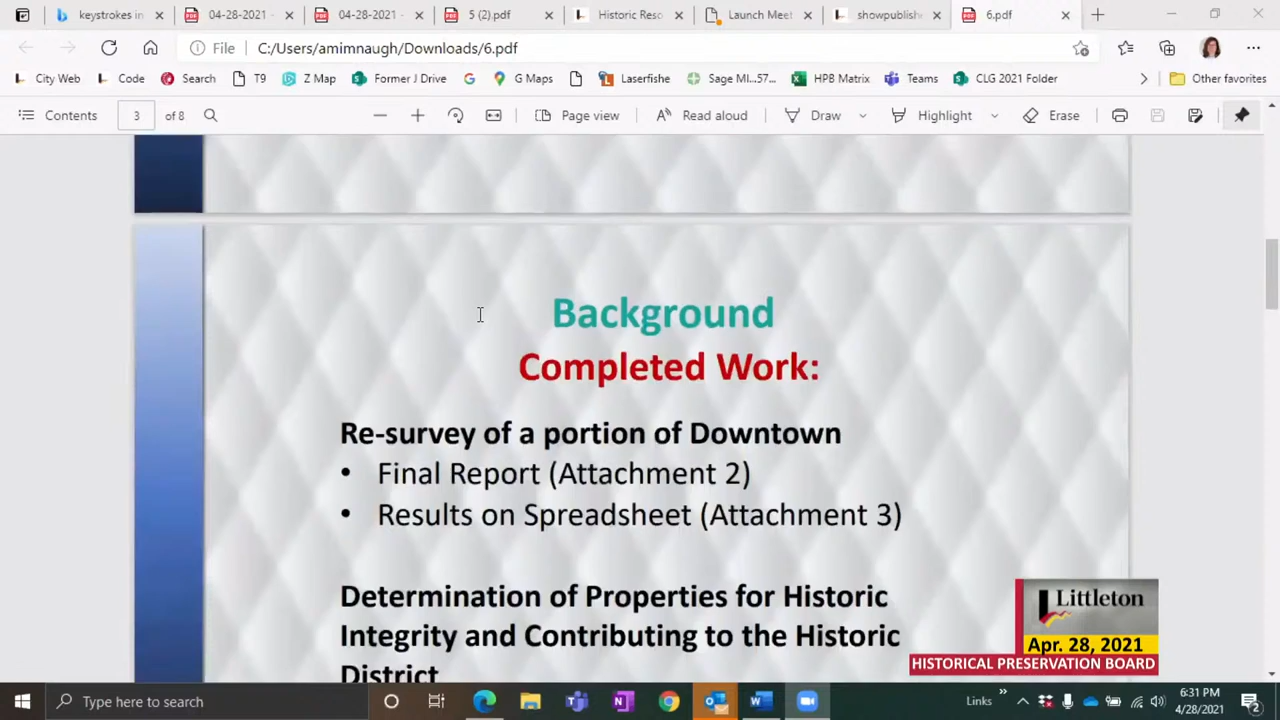 keystrokes in
04-28-2021 -
04-28-2021 -
5 (2).pdf
Historic Reso
Launch Meet
showpublish
6.pdf
File
C:/Users/amimnaugh/Downloads/6.pdf
City Web
Code
Search
T9
Z Map
Former J Drive
G Maps
Laserfishe
Sage MI...57...
HPB Matrix
Teams
CLG 2021 Folder
Other favorites
Contents
3
of 8
Page view
Read aloud
Draw
Highlight
Erase
Background
Completed Work:
Re-survey of a portion of Downtown
• Final Report (Attachment 2)
• Results on Spreadsheet (Attachment 3)
Determination of Properties for Historic
Integrity and Contributing to the Historic
District
Littleton
Apr. 28, 2021
HISTORICAL PRESERVATION BOARD
Type here to search
Links
6:31 PM
4/28/2021
2